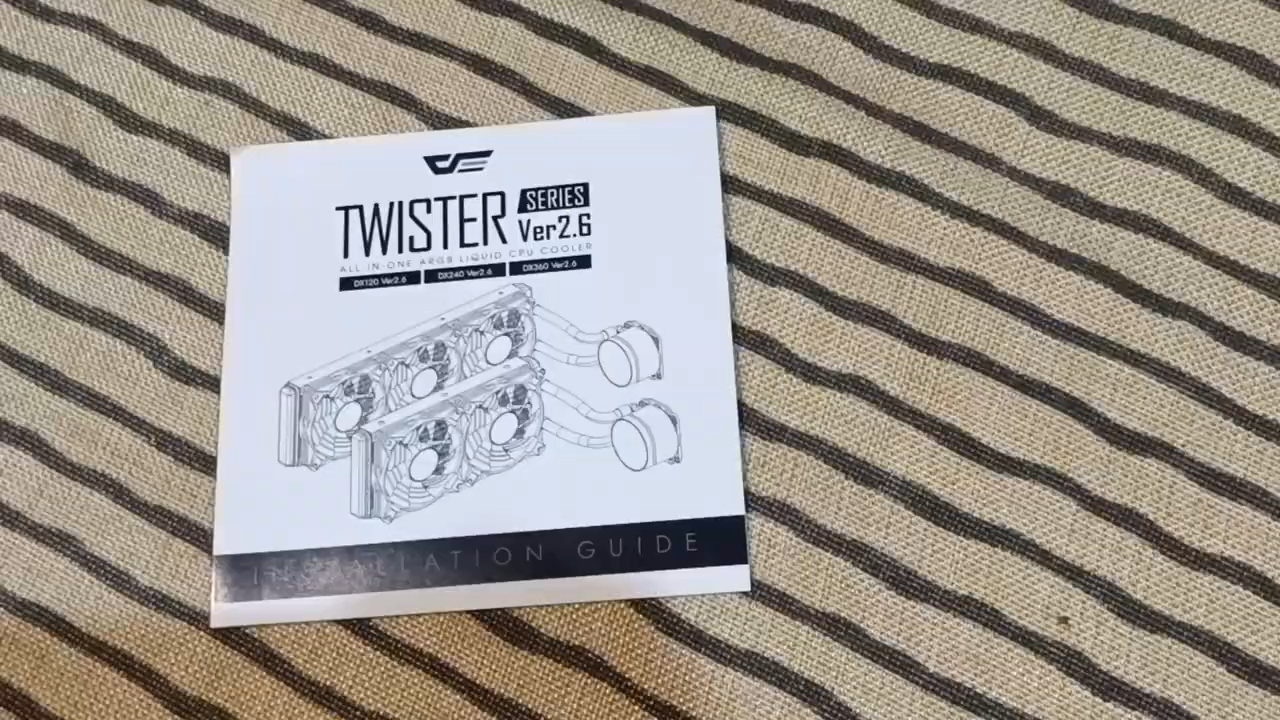 TWISTER SERIES
Ver2.6
ALL-IN-ONE ARGB LIQUID CPU COOLER
DX120 Ver2.6 DX240 Ver2.6 DX360 Ver2.6
INSTALLATION GUIDE